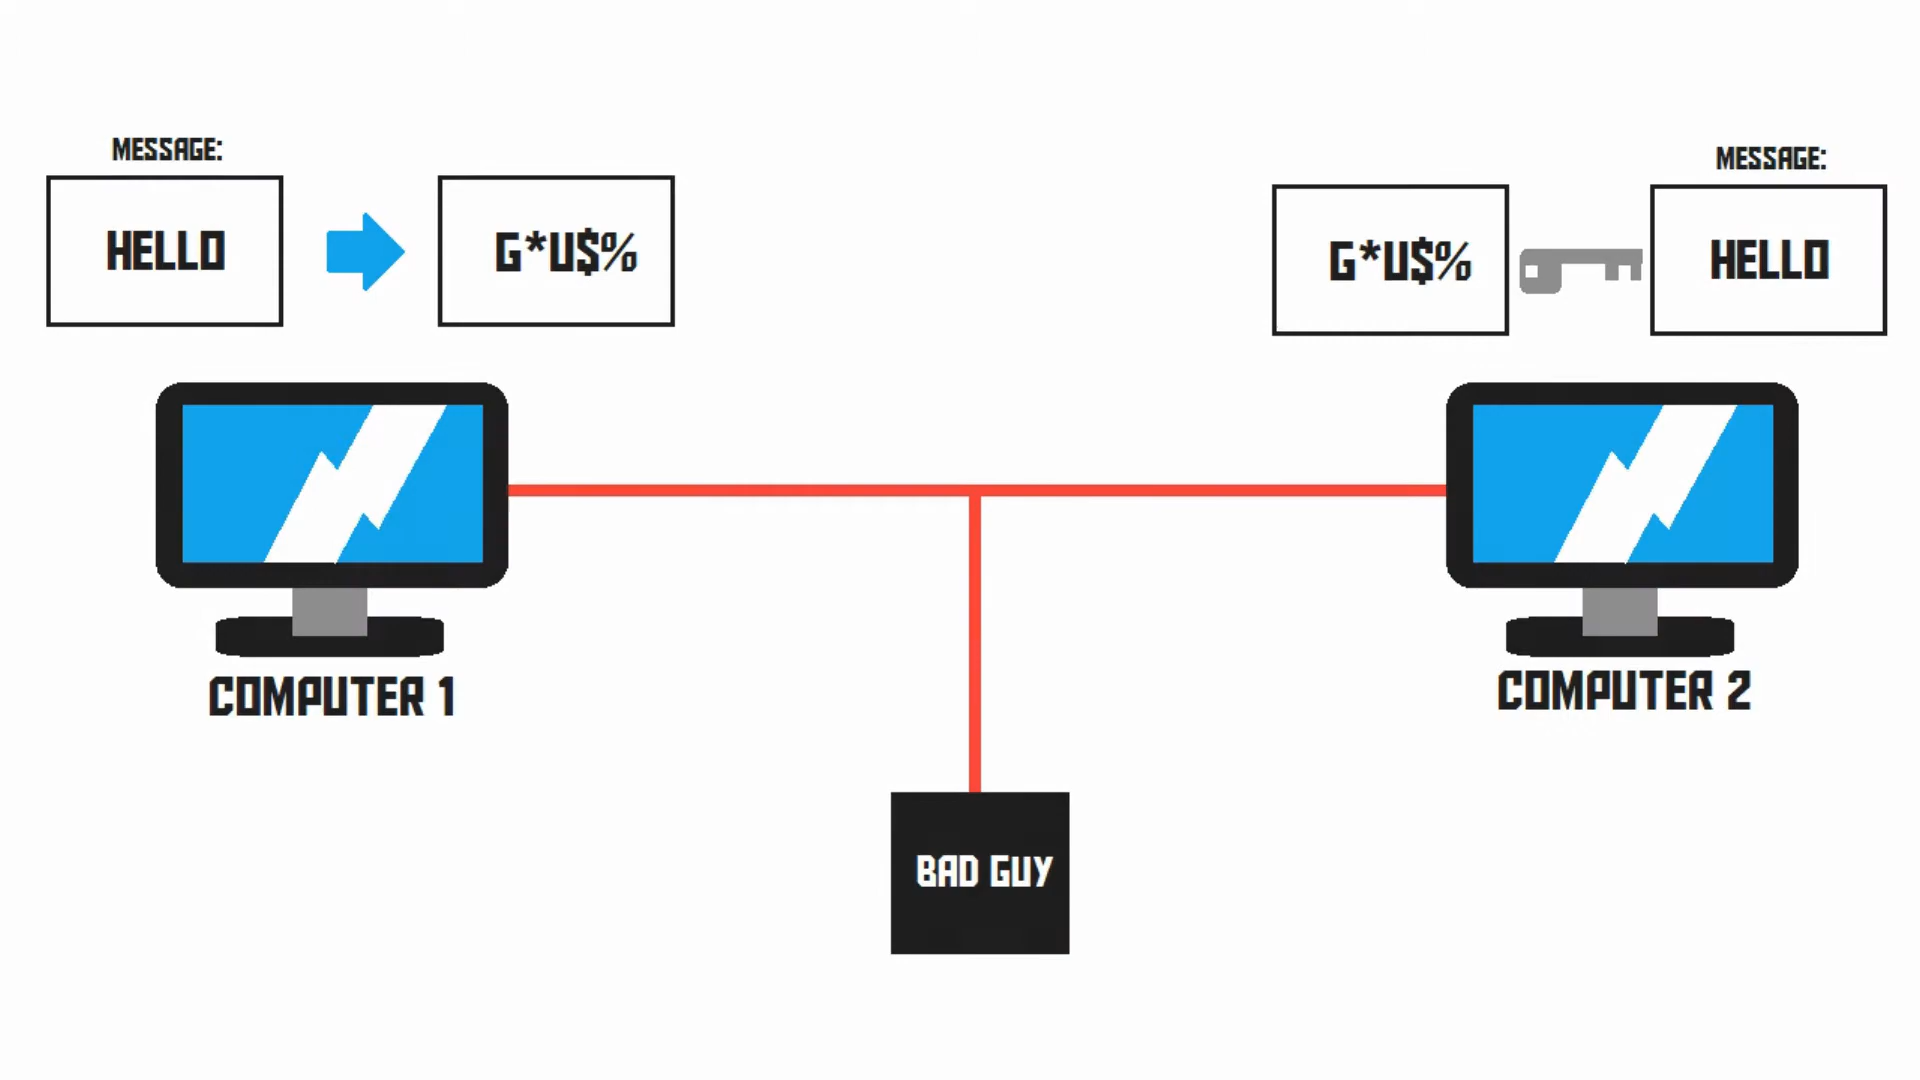 MESSAGE:
HELLO
G*U$%
MESSAGE:
G*U$%
HELLO
COMPUTER 1
COMPUTER 2
BAD GUY